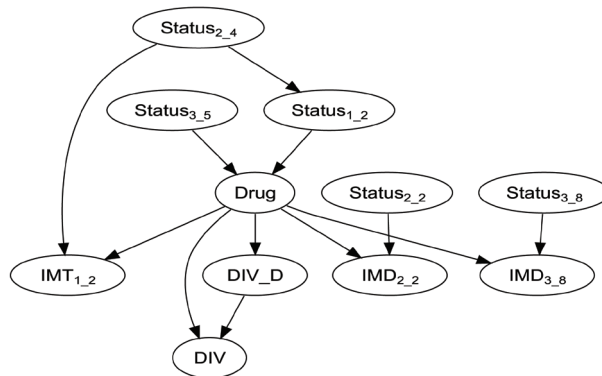 Status2_4
Status3_5 Status1_2
Drug Status2_2 Status3_8
IMT1_2 DIV_D IMD2_2 IMD3_8
DIV